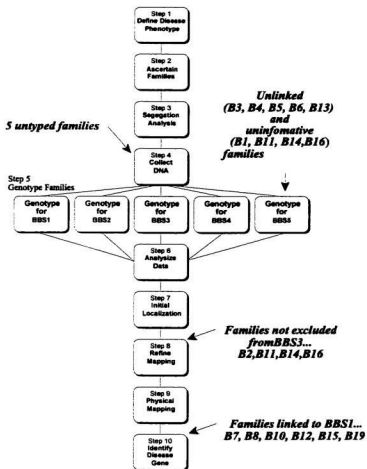 Step 1
Define Disease
Phenotype
Step 2
Ascertain
Families
Step 3
Segegation
Analysis
5 untyped families
Step 4
Collect
DNA
Unlinked
(B3, B4, B5, B6, B13)
and
uninfomative
(B1, B11, B14,B16)
families
Step 5
Genotype Families
Genotype
for
BBS1
Genotype
for
BBS2
Genotype
for
BBS3
Genotype
for
BBS4
Genotype
for
BBS5
Step 6
Analysize
Data
Step 7
Initial
Localization
Step 8
Refine
Mapping
Families not excluded
fromBBS3...
B2,B11,B14,B16
Step 9
Physical
Mapping
Step 10
Identify
Disease
Gene
Families linked to BBS1...
B7, B8, B10, B12, B15, B19